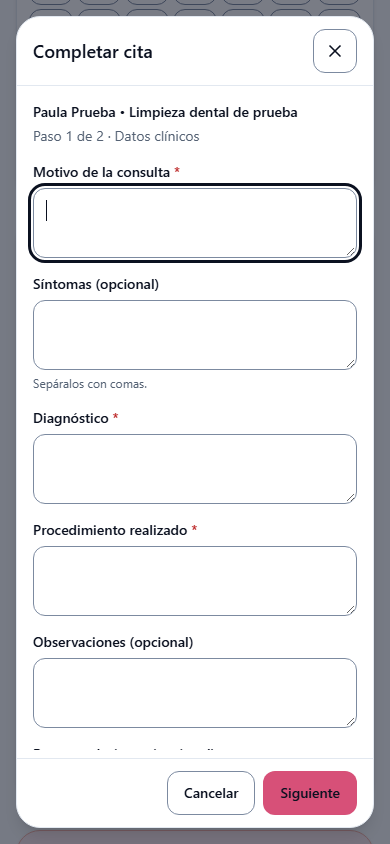 Completar cita
Paula Prueba • Limpieza dental de prueba
Paso 1 de 2 · Datos clínicos
Motivo de la consulta *
Síntomas (opcional)
Sepáralos con comas.
Diagnóstico *
Procedimiento realizado *
Observaciones (opcional)
Cancelar
Siguiente